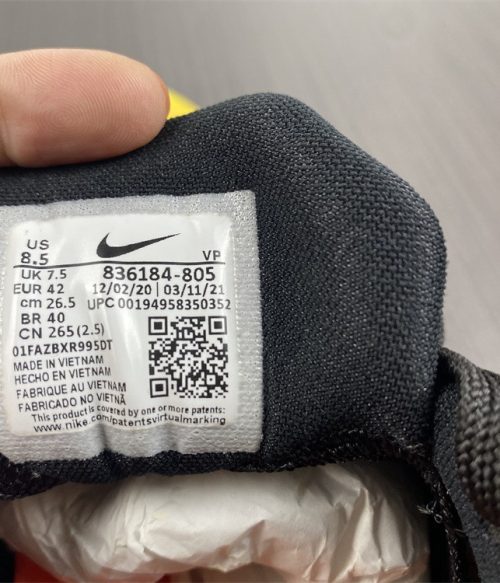 US
8.5
VP
UK 7.5
836184-805
EUR 42
12/02/20 | 03/11/21
cm 26.5
UPC 00194958350352
BR 40
CN 265 (2.5)
01FAZBXR995DT
MADE IN VIETNAM
HECHO EN VIETNAM
FABRIQUE AU VIETNAM
FABRICADO NO VIETNÃ
This product is covered by one or more patents:
www.nike.com/patentsvirtualmarking